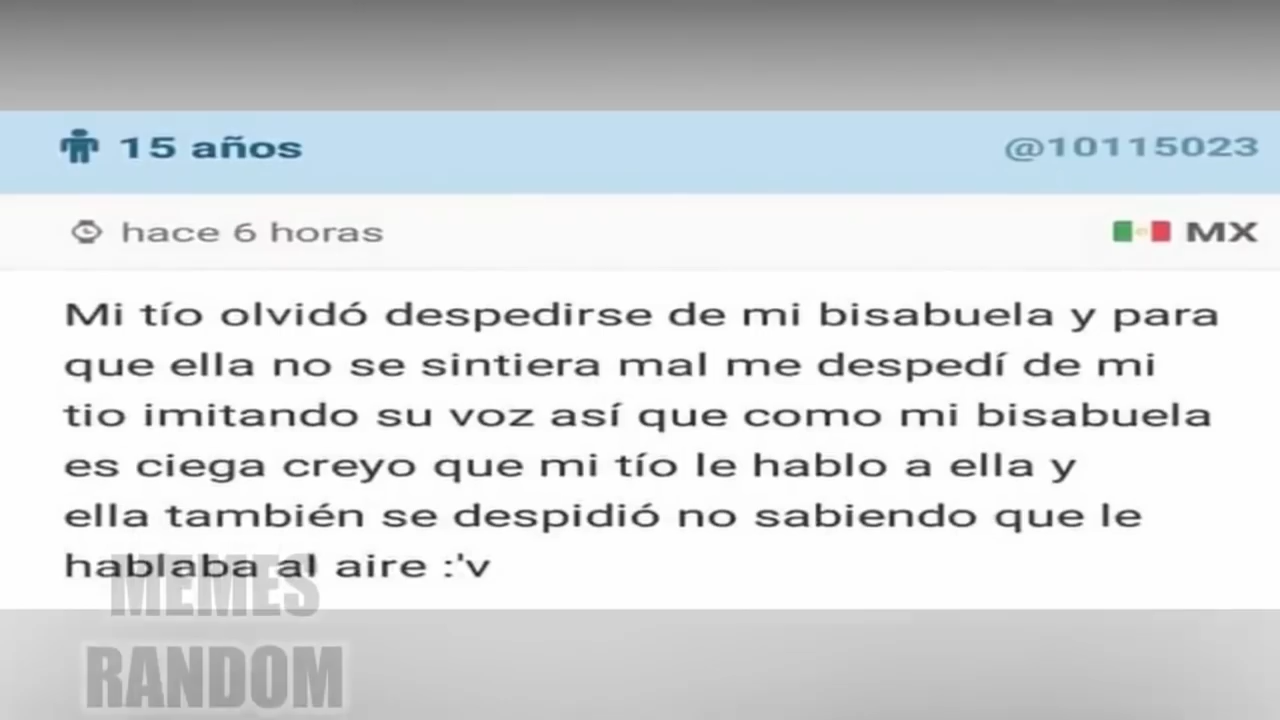 15 años
@10115023
hace 6 horas
MX
Mi tío olvidó despedirse de mi bisabuela y para
que ella no se sintiera mal me despedí de mi
tio imitando su voz así que como mi bisabuela
es ciega creyo que mi tío le hablo a ella y
ella también se despidió no sabiendo que le
hablaba al aire :'v
MEMES
RANDOM